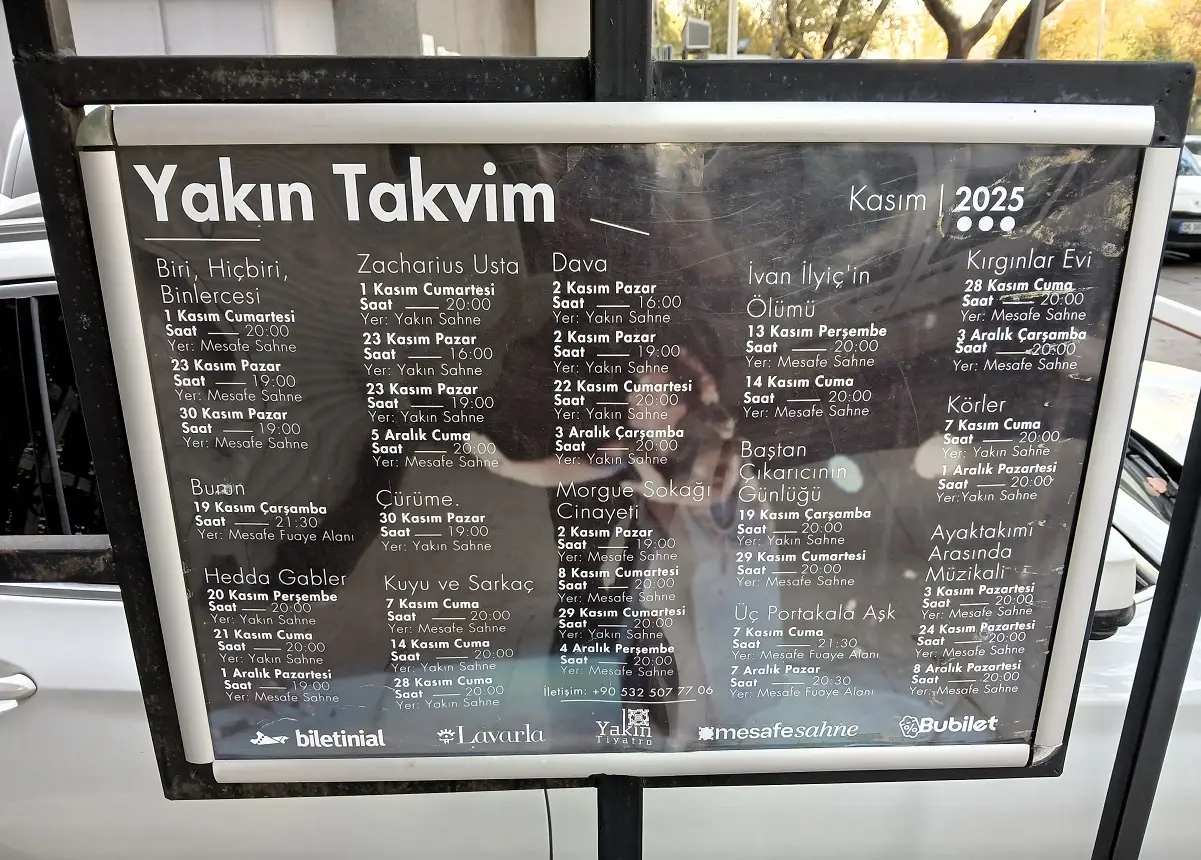 Yakın Takvim
Kasım | 2025
Biri, Hiçbiri,
Binlercesi
1 Kasım Cumartesi
Saat — 20:00
Yer: Mesafe Sahne
23 Kasım Pazar
Saat — 19:00
30 Kasım Pazar
Saat — 19:00
Yer: Mesafe Sahne
Burun
19 Kasım Çarşamba
Saat — 21:30
Yer: Mesafe Fuaye Alanı
Hedda Gabler
20 Kasım Perşembe
Saat — 20:00
Yer: Yakın Sahne
21 Kasım Cuma
Saat — 20:00
Yer: Yakın Sahne
1 Aralık Pazartesi
Saat — 19:00
Yer: Mesafe Sahne
Zacharius Usta
1 Kasım Cumartesi
Saat — 20:00
Yer: Yakın Sahne
23 Kasım Pazar
Saat — 16:00
Yer: Yakın Sahne
23 Kasım Pazar
Saat — 19:00
Yer: Yakın Sahne
5 Aralık Cuma
Saat — 20:00
Yer: Mesafe Sahne
Çürüme.
30 Kasım Pazar
Saat — 19:00
Yer: Yakın Sahne
Kuyu ve Sarkaç
7 Kasım Cuma
Saat — 20:00
Yer: Mesafe Sahne
14 Kasım Cuma
Saat — 20:00
Yer: Yakın Sahne
28 Kasım Cuma
Saat — 20:00
Yer: Yakın Sahne
Dava
2 Kasım Pazar
Saat — 16:00
Yer: Yakın Sahne
2 Kasım Pazar
Saat — 19:00
Yer: Yakın Sahne
22 Kasım Cumartesi
Saat — 20:00
Yer: Yakın Sahne
3 Aralık Çarşamba
Saat — 20:00
Yer: Yakın Sahne
Morgue Sokağı
Cinayeti
2 Kasım Pazar
Saat — 19:00
Yer: Mesafe Sahne
8 Kasım Cumartesi
Saat — 20:00
Yer: Mesafe Sahne
29 Kasım Cumartesi
Saat — 20:00
Yer: Yakın Sahne
4 Aralık Perşembe
Saat — 20:00
Yer: Mesafe Sahne
İletişim: +90 532 507 77 06
İvan İlyiç'in
Ölümü
13 Kasım Perşembe
Saat — 20:00
Yer: Mesafe Sahne
14 Kasım Cuma
Saat — 20:00
Yer: Mesafe Sahne
Baştan
Çıkarıcının
Günlüğü
19 Kasım Çarşamba
Saat — 20:00
Yer: Yakın Sahne
29 Kasım Cumartesi
Saat — 20:00
Yer: Mesafe Sahne
Üç Portakala Aşk
7 Kasım Cuma
Saat — 21:30
Yer: Mesafe Fuaye Alanı
7 Aralık Pazar
Saat — 20:30
Yer: Mesafe Fuaye Alanı
Kırgınlar Evi
28 Kasım Cuma
Saat — 20:00
Yer: Mesafe Sahne
3 Aralık Çarşamba
Saat — 20:00
Yer: Mesafe Sahne
Körler
7 Kasım Cuma
Saat — 20:00
Yer: Yakın Sahne
1 Aralık Pazartesi
Saat — 20:00
Yer: Yakın Sahne
Ayaktakımı
Arasında
Müzikali
3 Kasım Pazartesi
Saat — 20:00
Yer: Mesafe Sahne
24 Kasım Pazartesi
Saat — 20:00
Yer: Mesafe Sahne
8 Aralık Pazartesi
Saat — 20:00
Yer: Mesafe Sahne
biletinial
Lavarla
Yakın
Tiyatro
mesafesahne
Bubilet